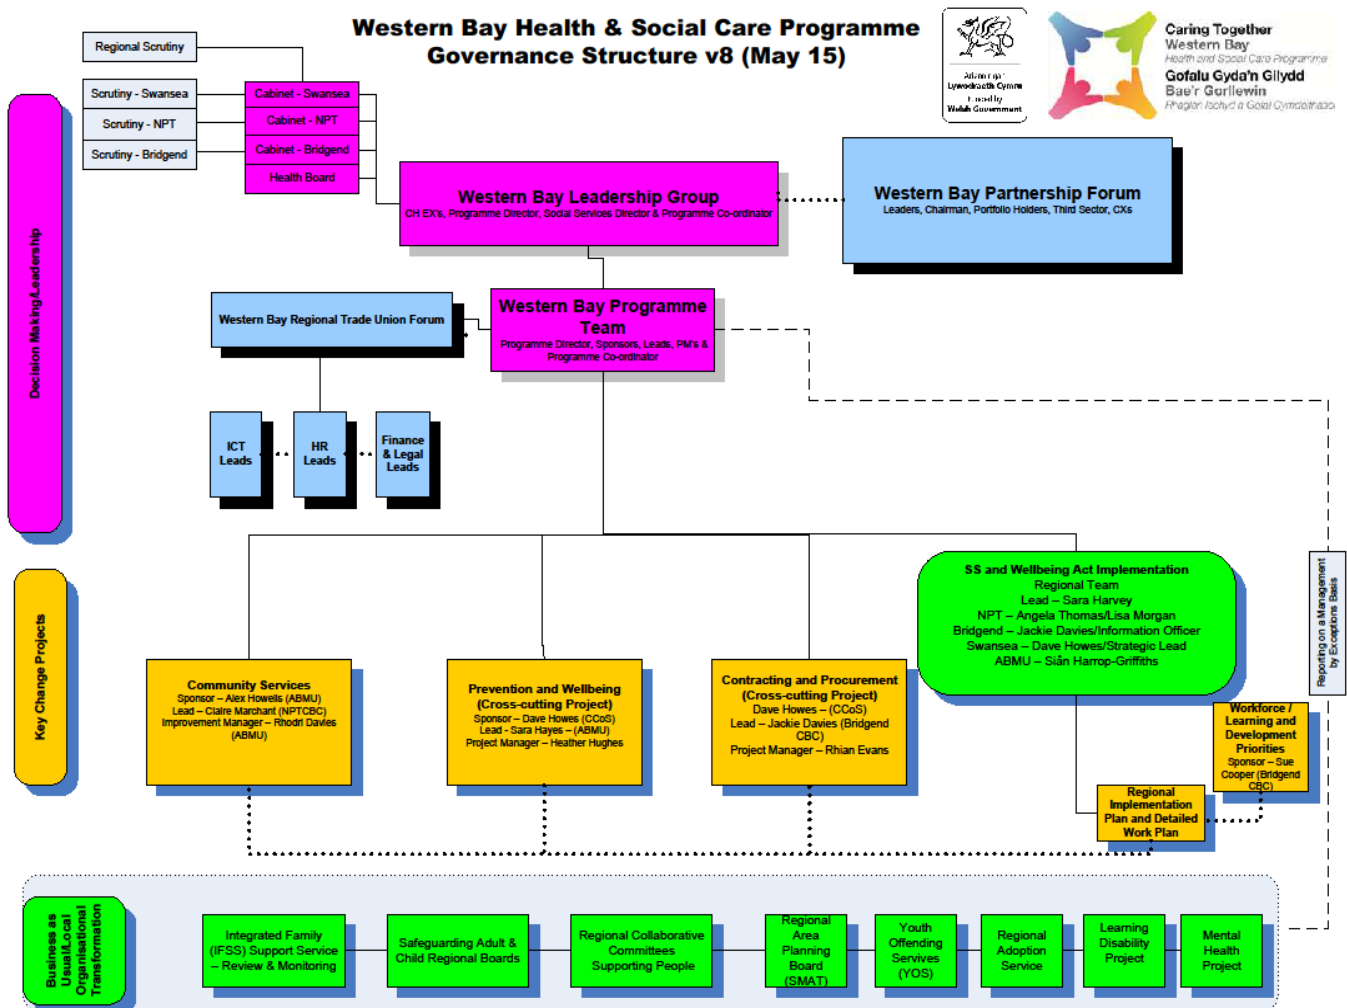 Western Bay Health & Social Care Programme
Governance Structure v8 (May 15)
Llywodraeth Cymru
Funded by
Welsh Government
Caring Together
Western Bay
Health and Social Care Programme
Gofalu Gyda'n Gilydd
Bae'r Gorllewin
Regional Scrutiny
Scrutiny - Swansea
Scrutiny - NPT
Scrutiny - Bridgend
Cabinet - Swansea
Cabinet - NPT
Cabinet - Bridgend
Health Board
Western Bay Leadership Group
CH EX's, Programme Director, Social Services Director & Programme Co-ordinator
Western Bay Partnership Forum
Leaders, Chairman, Portfolio Holders, Third Sector, CXs
Decision Making/Leadership
Western Bay Regional Trade Union Forum
Western Bay Programme
Team
Programme Director, Sponsors, Leads, PM's &
Programme Co-ordinator
ICT
Leads
HR
Leads
Finance
& Legal
Leads
Reporting on a Management
by Exceptions Basis
Key Change Projects
SS and Wellbeing Act Implementation
Regional Team
Lead – Sara Harvey
NPT – Angela Thomas/Lisa Morgan
Bridgend – Jackie Davies/Information Officer
Swansea – Dave Howes/Strategic Lead
ABMU – Siân Harrop-Griffiths
Community Services
Sponsor – Alex Howells (ABMU)
Lead – Claire Marchant (NPTCBC)
Improvement Manager – Rhodri Davies
(ABMU)
Prevention and Wellbeing
(Cross-cutting Project)
Sponsor – Dave Howes (CCoS)
Lead - Sara Hayes – (ABMU)
Project Manager – Heather Hughes
Contracting and Procurement
(Cross-cutting Project)
Dave Howes – (CCoS)
Lead – Jackie Davies (Bridgend
CBC)
Project Manager – Rhian Evans
Workforce /
Learning and
Development
Priorities
Sponsor – Sue
Cooper (Bridgend
CBC)
Regional
Implementation
Plan and Detailed
Work Plan
Business as
Usual/Local
Organisational
Transformation
Integrated Family
(IFSS) Support Service
– Review & Monitoring
Safeguarding Adult &
Child Regional Boards
Regional Collaborative
Committees
Supporting People
Regional
Area
Planning
Board
(SMAT)
Youth
Offending
Servives
(YOS)
Regional
Adoption
Service
Learning
Disability
Project
Mental
Health
Project